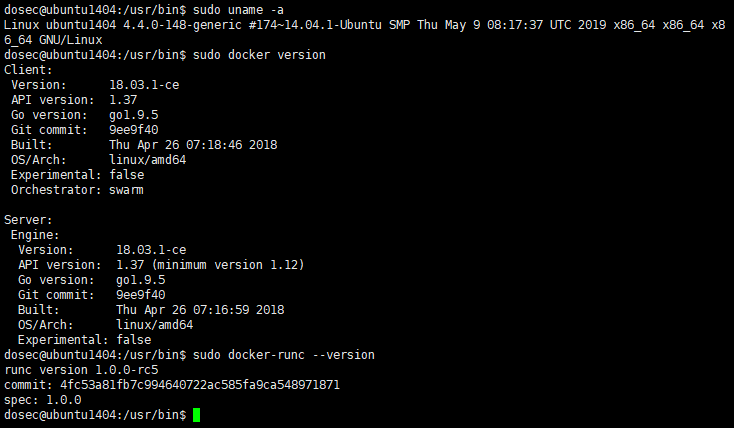 dosec@ubuntu1404:/usr/bin$ sudo uname -a
Linux ubuntu1404 4.4.0-148-generic #174~14.04.1-Ubuntu SMP Thu May 9 08:17:37 UTC 2019 x86_64 x86_64 x8
6_64 GNU/Linux
dosec@ubuntu1404:/usr/bin$ sudo docker version
Client:
 Version:      18.03.1-ce
 API version:  1.37
 Go version:   go1.9.5
 Git commit:   9ee9f40
 Built:        Thu Apr 26 07:18:46 2018
 OS/Arch:      linux/amd64
 Experimental: false
 Orchestrator: swarm

Server:
 Engine:
  Version:      18.03.1-ce
  API version:  1.37 (minimum version 1.12)
  Go version:   go1.9.5
  Git commit:   9ee9f40
  Built:        Thu Apr 26 07:16:59 2018
  OS/Arch:      linux/amd64
  Experimental: false
dosec@ubuntu1404:/usr/bin$ sudo docker-runc --version
runc version 1.0.0-rc5
commit: 4fc53a81fb7c994640722ac585fa9ca548971871
spec: 1.0.0
dosec@ubuntu1404:/usr/bin$